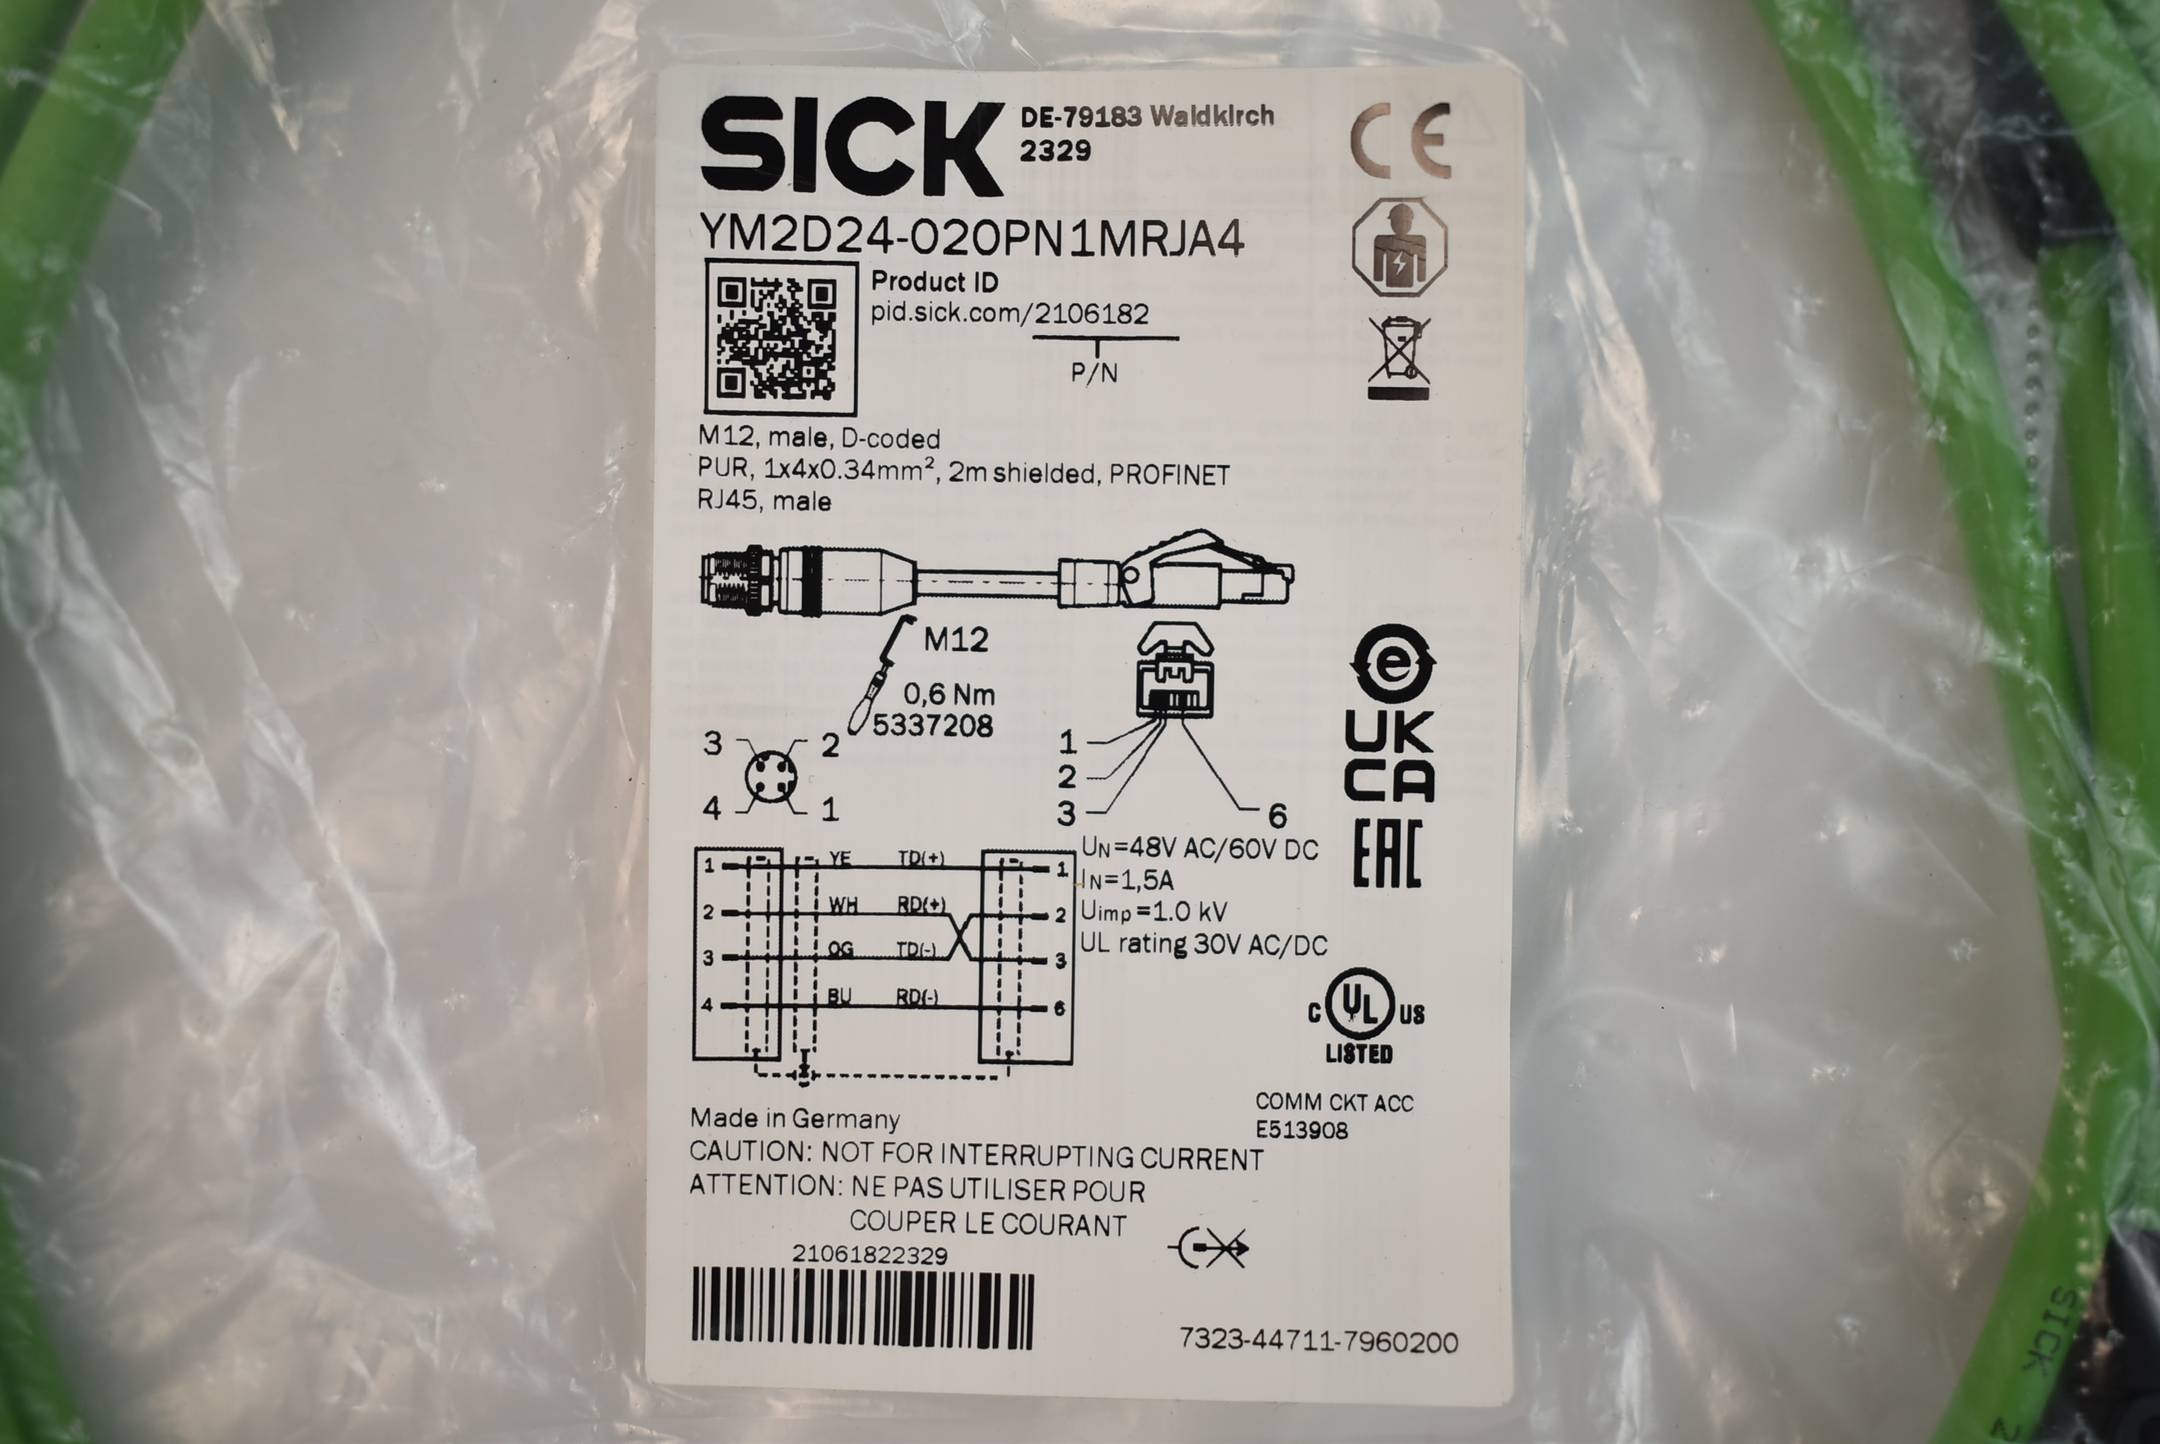 SICK
DE-79183 Waldkirch
2329
CE
YM2D24-020PN1MRJA4
Product ID
pid.sick.com/2106182
P/N
M12, male, D-coded
PUR, 1x4x0.34mm², 2m shielded, PROFINET
RJ45, male
M12
0,6 Nm
5337208
3 2
4 1
1
2
3
6
e
UK
CA
EAC
1 YE TD(+) 1
2 WH RD(+) 2
3 OG TD(-) 3
4 BU RD(-) 6
UN=48V AC/60V DC
IN=1,5A
Uimp=1.0 kV
UL rating 30V AC/DC
C UL US
LISTED
COMM CKT ACC
E513908
Made in Germany
CAUTION: NOT FOR INTERRUPTING CURRENT
ATTENTION: NE PAS UTILISER POUR
COUPER LE COURANT
21061822329
7323-44711-7960200
SICK
2